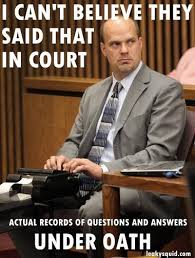 I CAN'T BELIEVE THEY
SAID THAT
IN COURT
ACTUAL RECORDS OF QUESTIONS AND ANSWERS
UNDER OATH
leakysquid.com